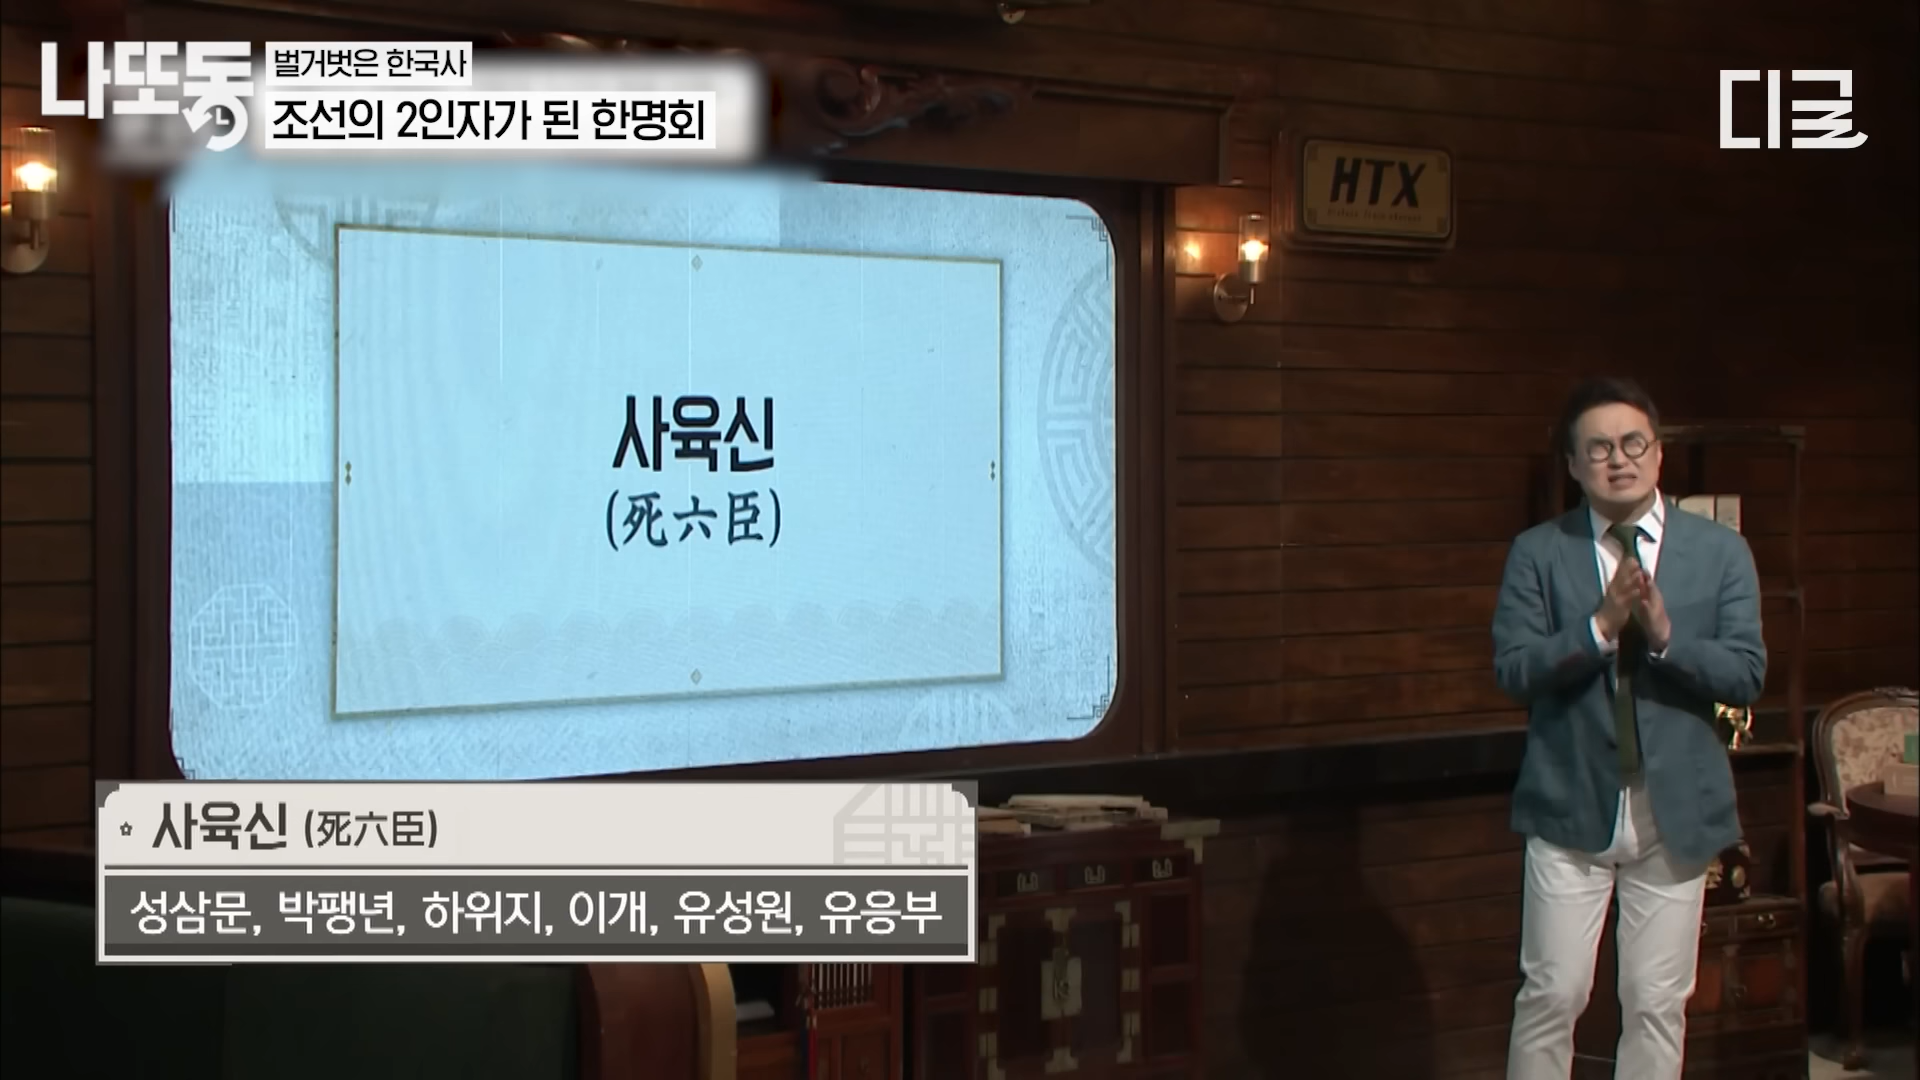 나또동
벌거벗은 한국사
조선의 2인자가 된 한명회
디글
HTX
사육신
(死六臣)
사육신 (死六臣)
성삼문, 박팽년, 하위지, 이개, 유성원, 유응부